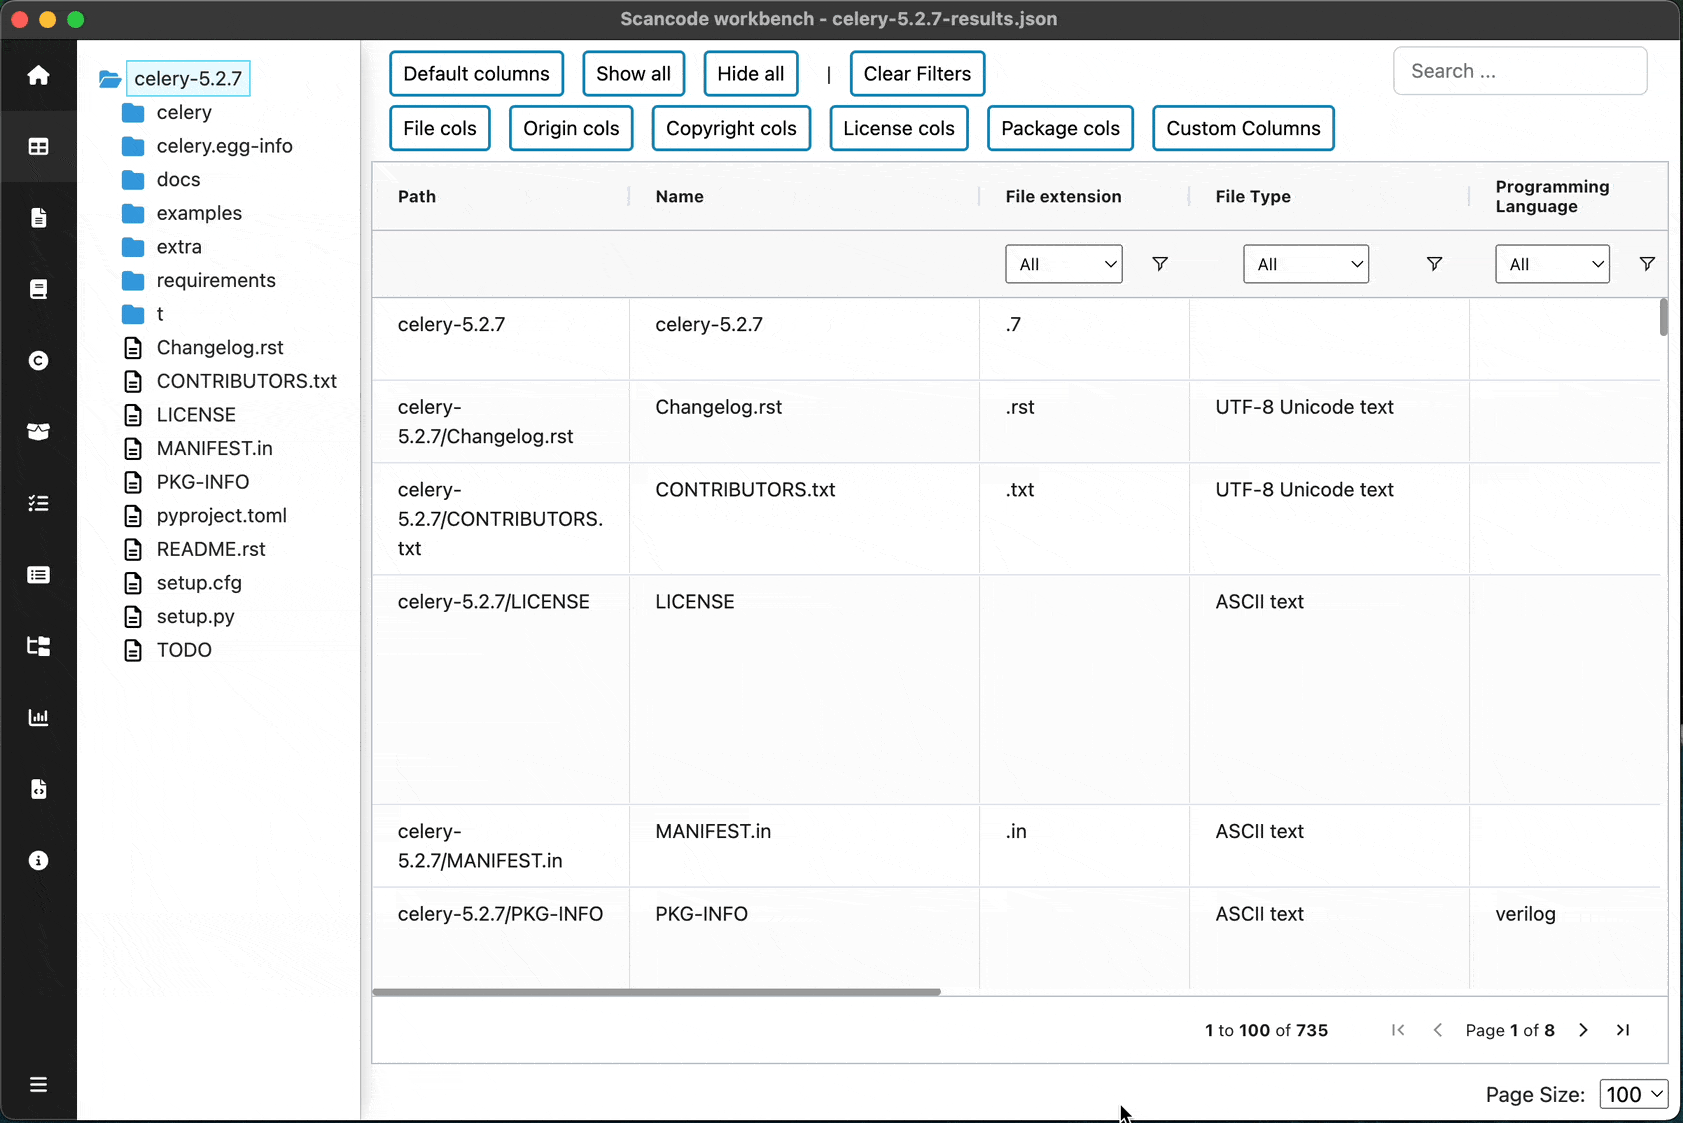 Scancode workbench - celery-5.2.7-results.json
celery-5.2.7
celery
celery.egg-info
docs
examples
extra
requirements
t
Changelog.rst
CONTRIBUTORS.txt
LICENSE
MANIFEST.in
PKG-INFO
pyproject.toml
README.rst
setup.cfg
setup.py
TODO
Default columns Show all Hide all | Clear Filters
Search ...
File cols Origin cols Copyright cols License cols Package cols Custom Columns
Path Name File extension File Type Programming
Language
All All All
celery-5.2.7 celery-5.2.7 .7
celery- Changelog.rst .rst UTF-8 Unicode text
5.2.7/Changelog.rst
celery- CONTRIBUTORS.txt .txt UTF-8 Unicode text
5.2.7/CONTRIBUTORS.
txt
celery-5.2.7/LICENSE LICENSE ASCII text
celery- MANIFEST.in .in ASCII text
5.2.7/MANIFEST.in
celery-5.2.7/PKG-INFO PKG-INFO ASCII text verilog
1 to 100 of 735 Page 1 of 8
Page Size: 100